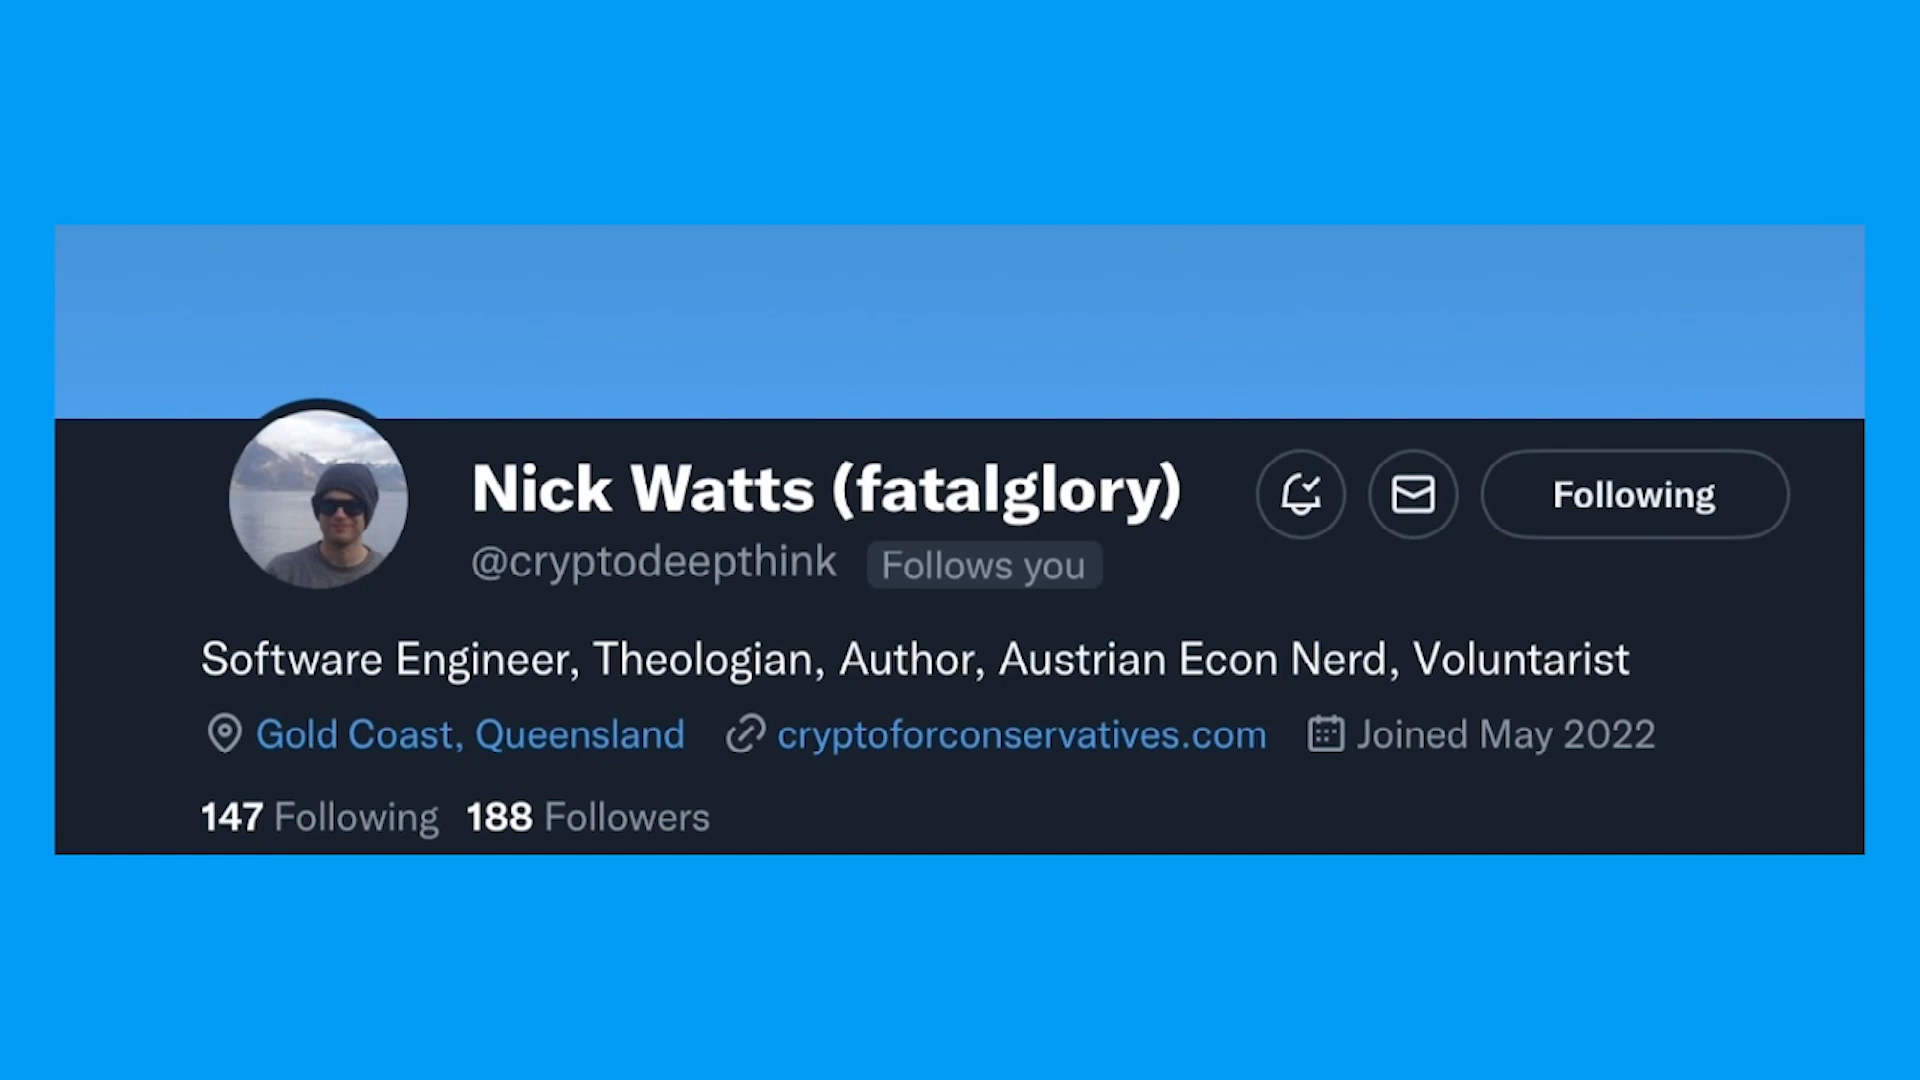 Nick Watts (fatalglory)
Following
@cryptodeepthink Follows you
Software Engineer, Theologian, Author, Austrian Econ Nerd, Voluntarist
Gold Coast, Queensland cryptoforconservatives.com Joined May 2022
147 Following 188 Followers